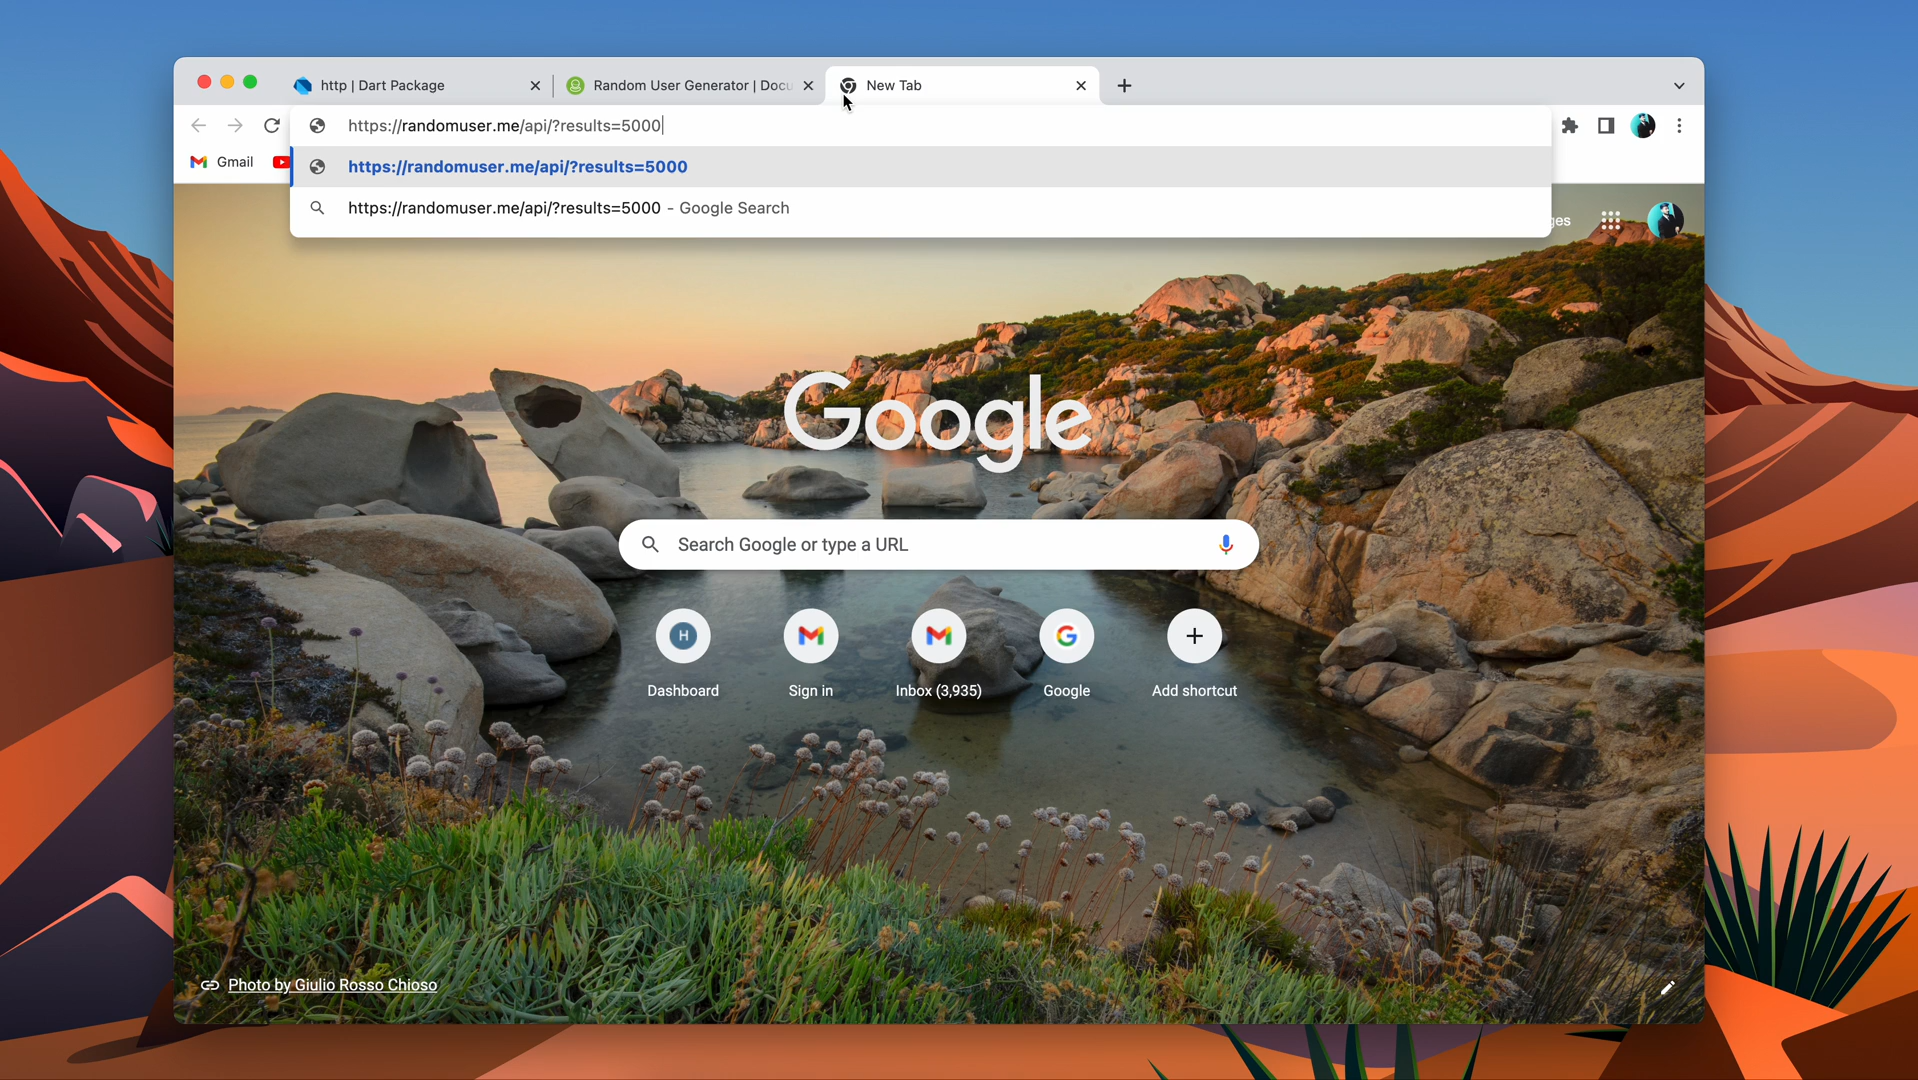 http | Dart Package
Random User Generator | Docu
New Tab
https://randomuser.me/api/?results=5000
Gmail
https://randomuser.me/api/?results=5000
https://randomuser.me/api/?results=5000 - Google Search
ges
Google
Search Google or type a URL
H
Dashboard
Sign in
Inbox (3,935)
Google
Add shortcut
Photo by Giulio Rosso Chioso